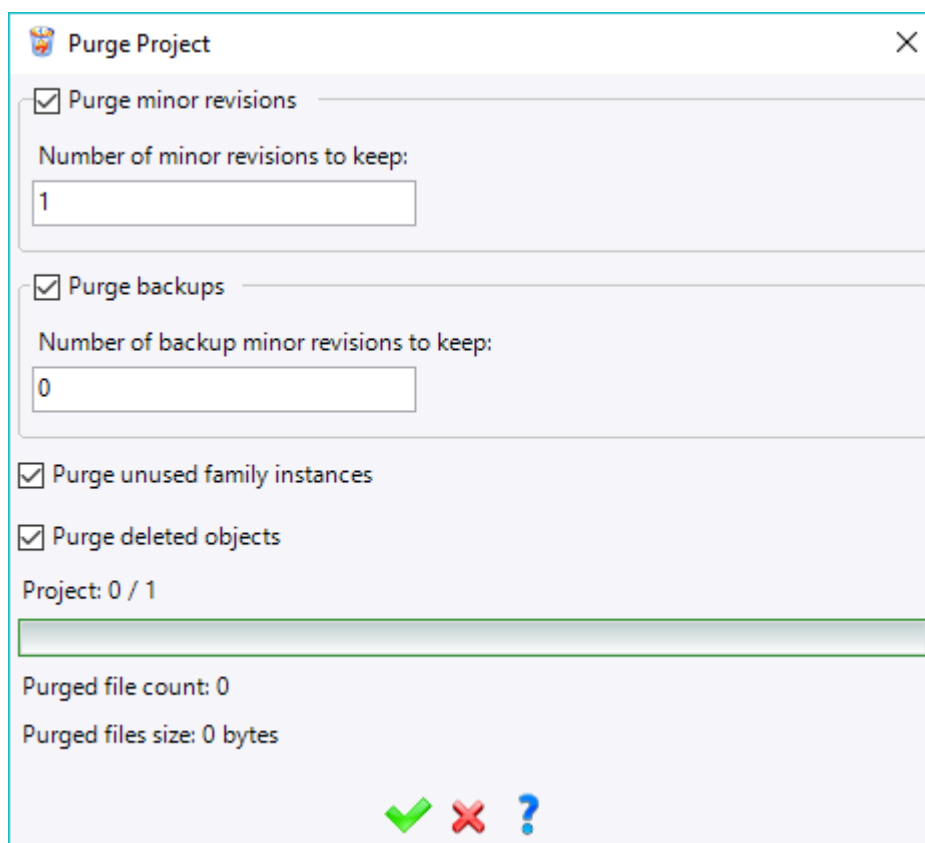 Purge Project
Purge minor revisions
Number of minor revisions to keep:
1
Purge backups
Number of backup minor revisions to keep:
0
Purge unused family instances
Purge deleted objects
Project: 0 / 1
Purged file count: 0
Purged files size: 0 bytes